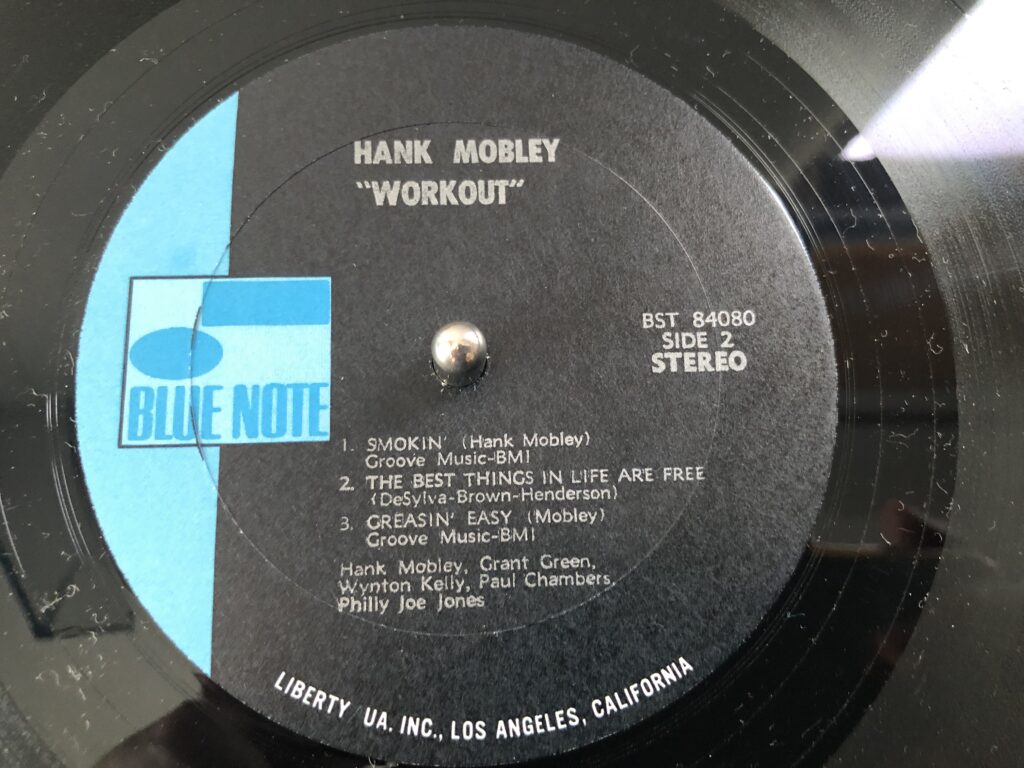 HANK MOBLEY
"WORKOUT"
BLUE NOTE
BST 84080
SIDE 2
STEREO
1. SMOKIN' (Hank Mobley)
Groove Music-BMI
2. THE BEST THINGS IN LIFE ARE FREE
(DeSylva-Brown-Henderson)
3. GREASIN' EASY (Mobley)
Groove Music-BMI
Hank Mobley, Grant Green,
Wynton Kelly, Paul Chambers,
Philly Joe Jones
LIBERTY UA, INC., LOS ANGELES, CALIFORNIA